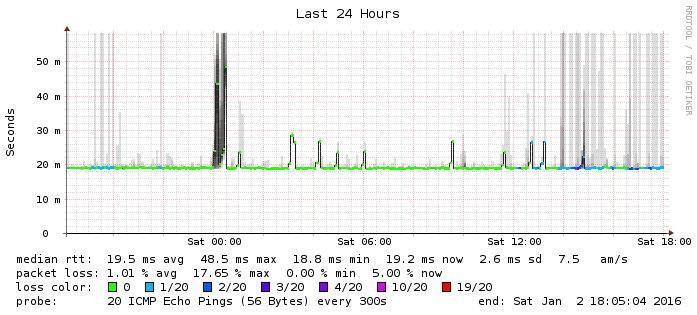 Last 24 Hours
RRDTOOL / TOBI OETIKER
Seconds
50 m
40 m
30 m
20 m
10 m
0
Sat 00:00 Sat 06:00 Sat 12:00 Sat 18:00
median rtt: 19.5 ms avg 48.5 ms max 18.8 ms min 19.2 ms now 2.6 ms sd 7.5 am/s
packet loss: 1.01 % avg 17.65 % max 0.00 % min 5.00 % now
loss color: 0 1/20 2/20 3/20 4/20 10/20 19/20
probe: 20 ICMP Echo Pings (56 Bytes) every 300s end: Sat Jan 2 18:05:04 2016